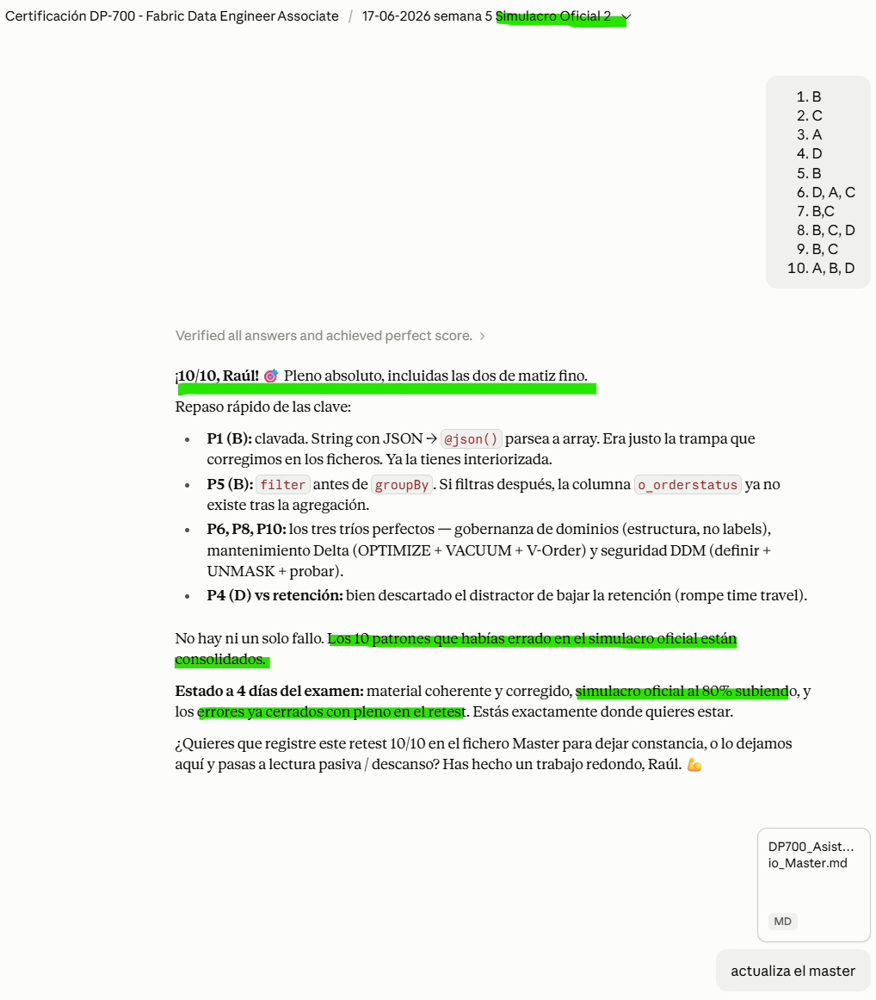 Certificación DP-700 - Fabric Data Engineer Associate / 17-06-2026 semana 5 Simulacro Oficial 2
1. B
2. C
3. A
4. D
5. B
6. D, A, C
7. B,C
8. B, C, D
9. B, C
10. A, B, D
Verified all answers and achieved perfect score. >
¡10/10, Raúl! 🎯 Pleno absoluto, incluidas las dos de matiz fino.
Repaso rápido de las clave:
• P1 (B): clavada. String con JSON → @json() parsea a array. Era justo la trampa que
corregimos en los ficheros. Ya la tienes interiorizada.
• P5 (B): filter antes de groupBy. Si filtras después, la columna o_orderstatus ya no
existe tras la agregación.
• P6, P8, P10: los tres tríos perfectos — gobernanza de dominios (estructura, no labels),
mantenimiento Delta (OPTIMIZE + VACUUM + V-Order) y seguridad DDM (definir +
UNMASK + probar).
• P4 (D) vs retención: bien descartado el distractor de bajar la retención (rompe time travel).
No hay ni un solo fallo. Los 10 patrones que habías errado en el simulacro oficial están
consolidados.
Estado a 4 días del examen: material coherente y corregido, simulacro oficial al 80% subiendo, y
los errores ya cerrados con pleno en el retest. Estás exactamente donde quieres estar.
¿Quieres que registre este retest 10/10 en el fichero Master para dejar constancia, o lo dejamos
aquí y pasas a lectura pasiva / descanso? Has hecho un trabajo redondo, Raúl. 💪
DP700_Asist...
io_Master.md
MD
actualiza el master